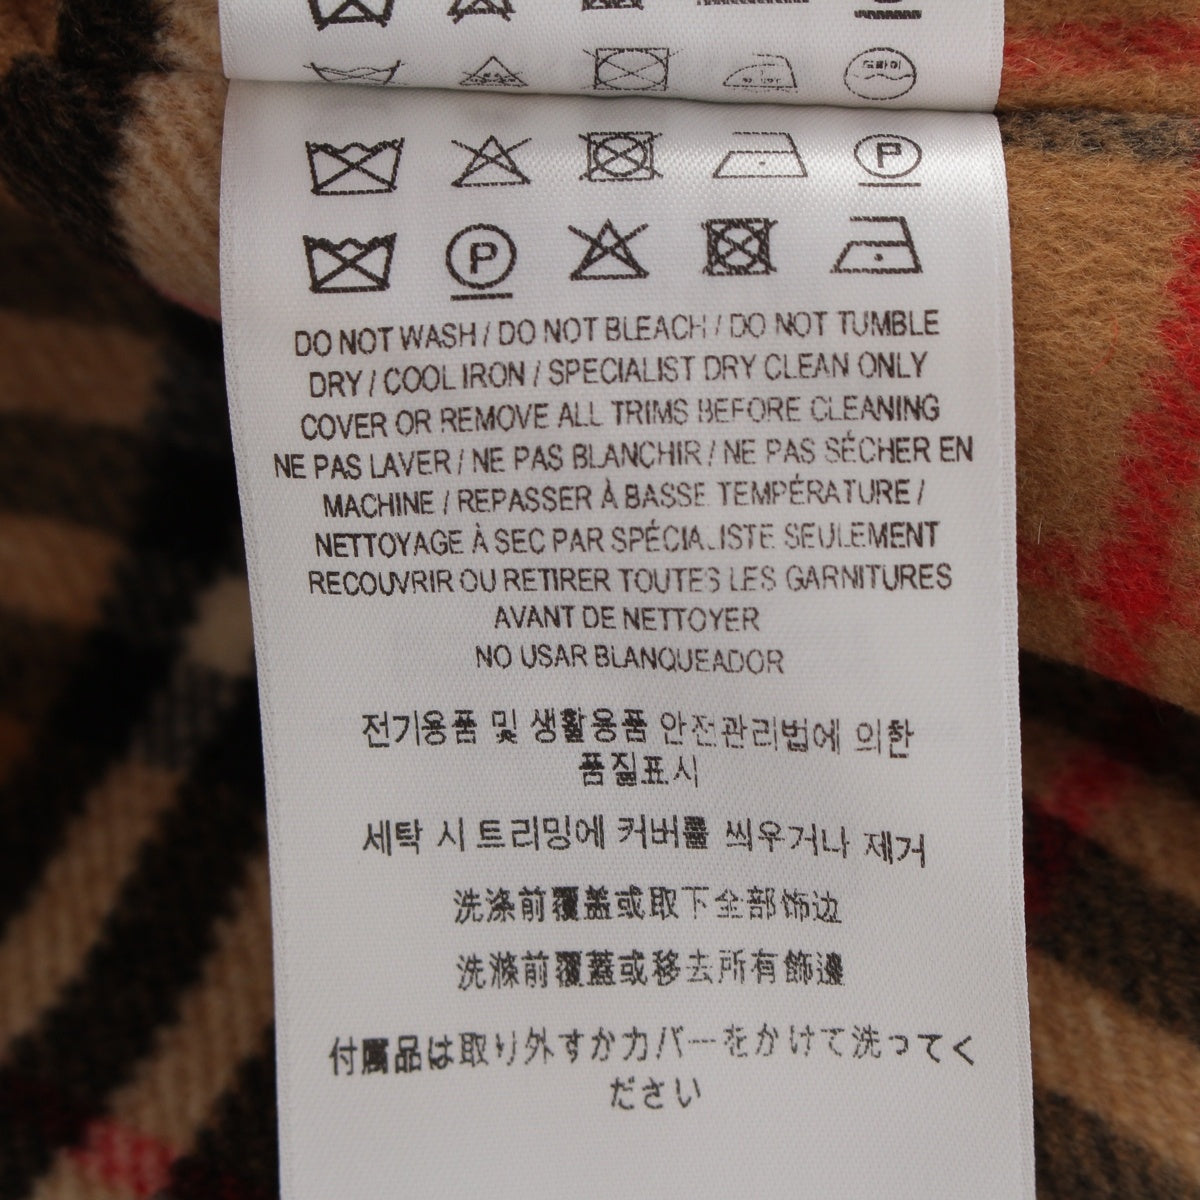 드라이
P
P
DO NOT WASH / DO NOT BLEACH / DO NOT TUMBLE
DRY / COOL IRON / SPECIALIST DRY CLEAN ONLY
COVER OR REMOVE ALL TRIMS BEFORE CLEANING
NE PAS LAVER / NE PAS BLANCHIR / NE PAS SÉCHER EN
MACHINE / REPASSER À BASSE TEMPÉRATURE /
NETTOYAGE À SEC PAR SPÉCIALISTE SEULEMENT
RECOUVRIR OU RETIRER TOUTES LES GARNITURES
AVANT DE NETTOYER
NO USAR BLANQUEADOR
전기용품 및 생활용품 안전관리법에 의한
품질표시
세탁 시 트리밍에 커버를 씌우거나 제거
洗涤前覆盖或取下全部饰边
洗滌前覆蓋或移去所有飾邊
付属品は取り外すかカバーをかけて洗ってく
ださい